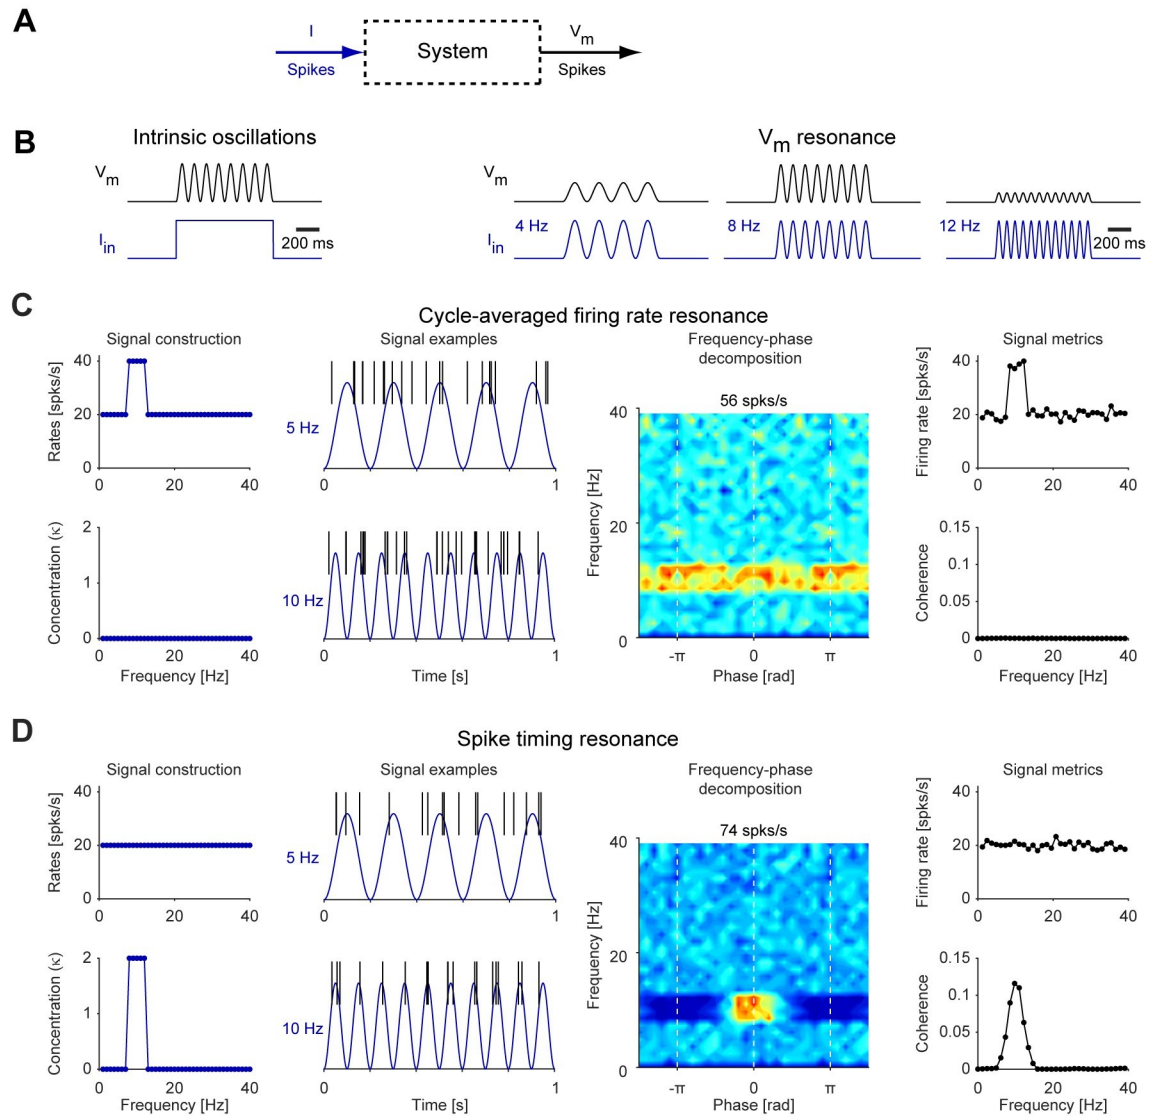 A
I
Spikes
System
Vm
Spikes
B
Intrinsic oscillations
Vm
Iin
200 ms
Vm resonance
Vm
Iin
4 Hz
8 Hz
12 Hz
200 ms
C
Cycle-averaged firing rate resonance
Signal construction
Signal examples
Frequency-phase
decomposition
Signal metrics
Rates [spks/s]
40
20
0
0 20 40
Concentration (κ)
2
1
0
0 20 40
Frequency [Hz]
5 Hz
0 1
10 Hz
0 1
Time [s]
56 spks/s
Frequency [Hz]
40
20
0
-π 0 π
Phase [rad]
Firing rate [spks/s]
40
20
0
0 20 40
Coherence
0.15
0.1
0.05
0
0 20 40
Frequency [Hz]
D
Spike timing resonance
Signal construction
Signal examples
Frequency-phase
decomposition
Signal metrics
Rates [spks/s]
40
20
0
0 20 40
Concentration (κ)
2
1
0
0 20 40
Frequency [Hz]
5 Hz
0 1
10 Hz
0 1
Time [s]
74 spks/s
Frequency [Hz]
40
20
0
-π 0 π
Phase [rad]
Firing rate [spks/s]
40
20
0
0 20 40
Coherence
0.15
0.1
0.05
0
0 20 40
Frequency [Hz]